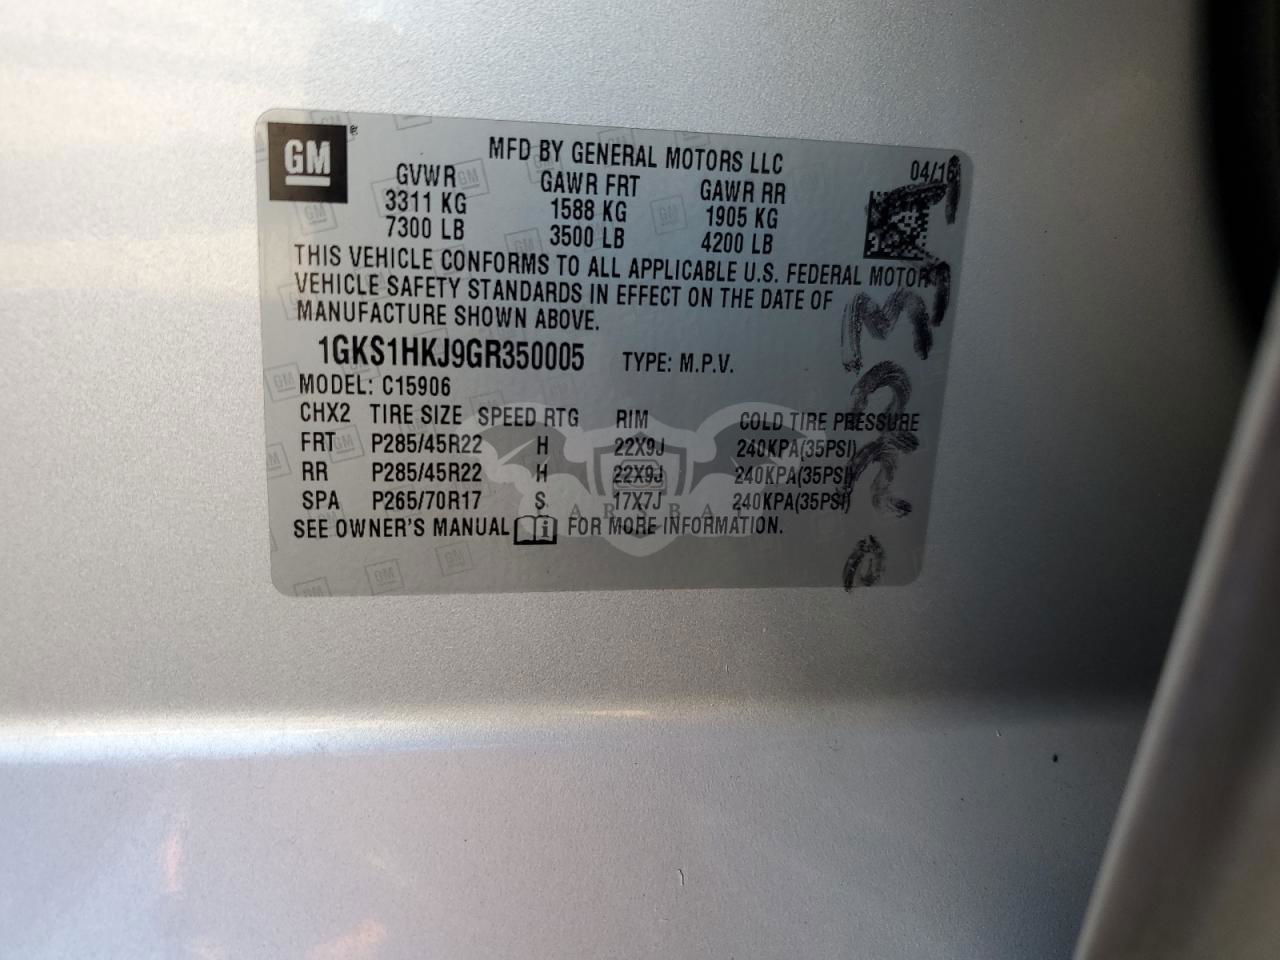 GM
MFD BY GENERAL MOTORS LLC
04/16
GVWR GAWR FRT GAWR RR
3311 KG 1588 KG 1905 KG
7300 LB 3500 LB 4200 LB
THIS VEHICLE CONFORMS TO ALL APPLICABLE U.S. FEDERAL MOTOR
VEHICLE SAFETY STANDARDS IN EFFECT ON THE DATE OF
MANUFACTURE SHOWN ABOVE.
1GKS1HKJ9GR350005 TYPE: M.P.V.
MODEL: C15906
CHX2 TIRE SIZE SPEED RTG RIM COLD TIRE PRESSURE
FRT P285/45R22 H 22X9J 240KPA(35PSI)
RR P285/45R22 H 22X9J 240KPA(35PSI)
SPA P265/70R17 S 17X7J 240KPA(35PSI)
SEE OWNER'S MANUAL FOR MORE INFORMATION.